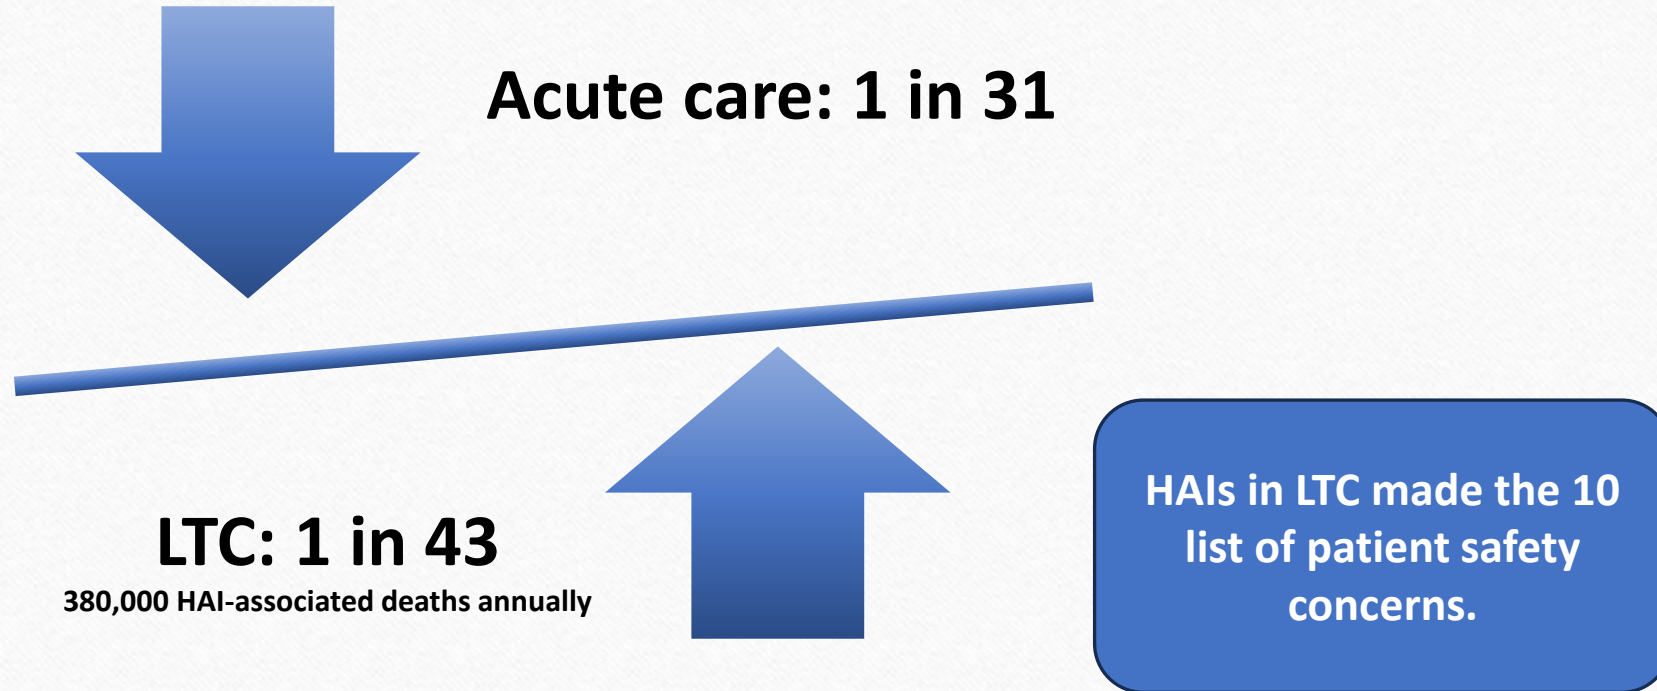 Acute care: 1 in 31
LTC: 1 in 43
380,000 HAI-associated deaths annually
HAIs in LTC made the 10
list of patient safety
concerns.